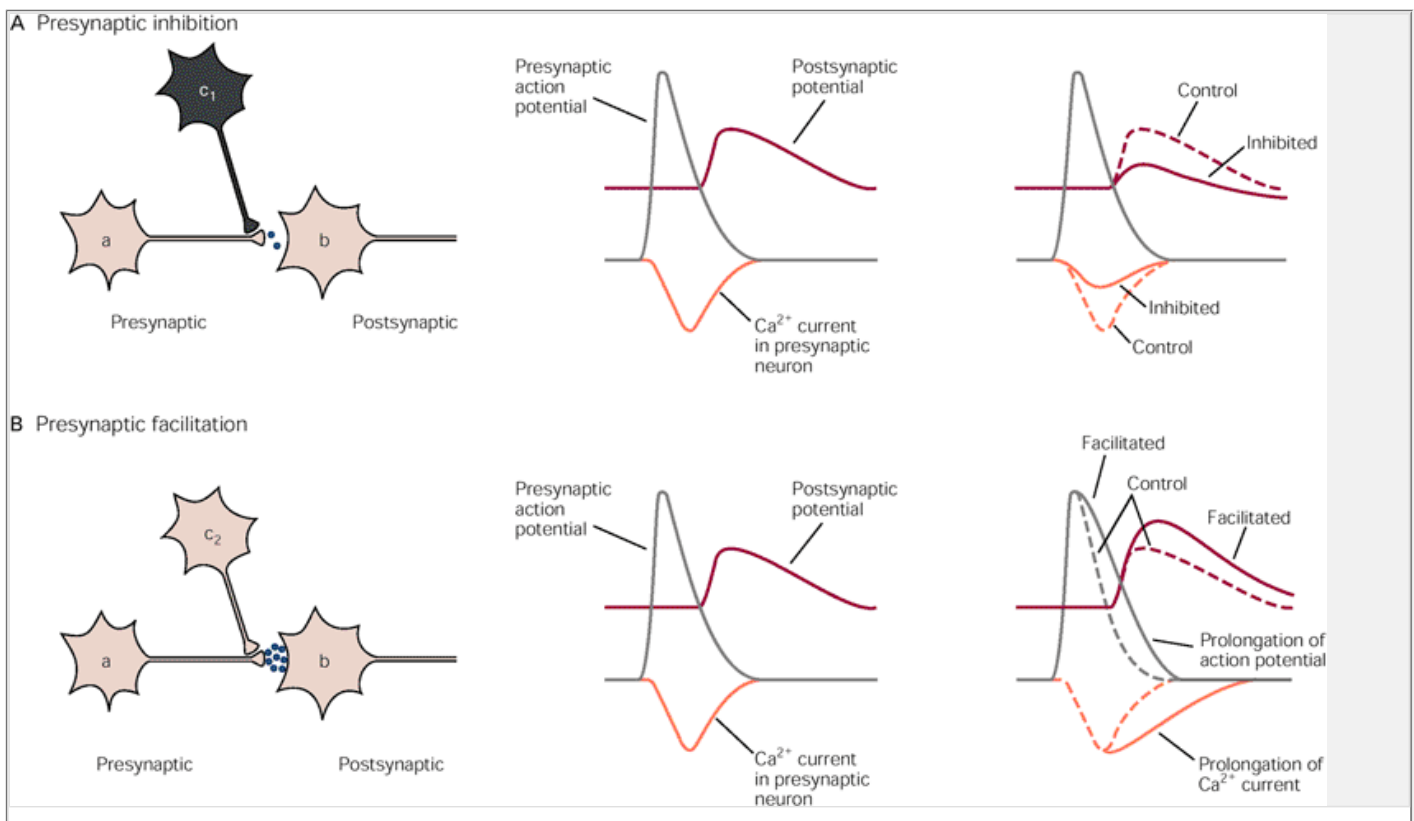 A Presynaptic inhibition
c1
a
b
Presynaptic
Postsynaptic
Presynaptic
action
potential
Postsynaptic
potential
Ca2+ current
in presynaptic
neuron
Control
Inhibited
Inhibited
Control
B Presynaptic facilitation
c2
a
b
Presynaptic
Postsynaptic
Presynaptic
action
potential
Postsynaptic
potential
Ca2+ current
in presynaptic
neuron
Facilitated
Control
Facilitated
Prolongation of
action potential
Prolongation of
Ca2+ current